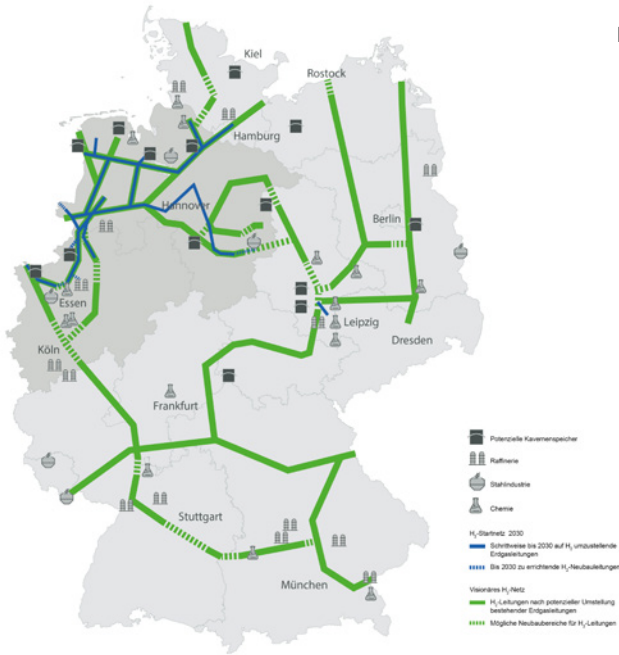 Kiel
Rostock
Hamburg
Hannover
Berlin
Essen
Leipzig
Köln
Dresden
Frankfurt
Stuttgart
München
Potenzielle Kavernenspeicher
Raffinerie
Stahlindustrie
Chemie
H₂-Startnetz 2030
Schrittweise bis 2030 auf H₂ umzustellende
Erdgasleitungen
Bis 2030 zu errichtende H₂-Neubauleitungen
Visionäres H₂-Netz
H₂-Leitungen nach potenzieller Umstellung
bestehender Erdgasleitungen
Mögliche Neubaubereiche für H₂-Leitungen